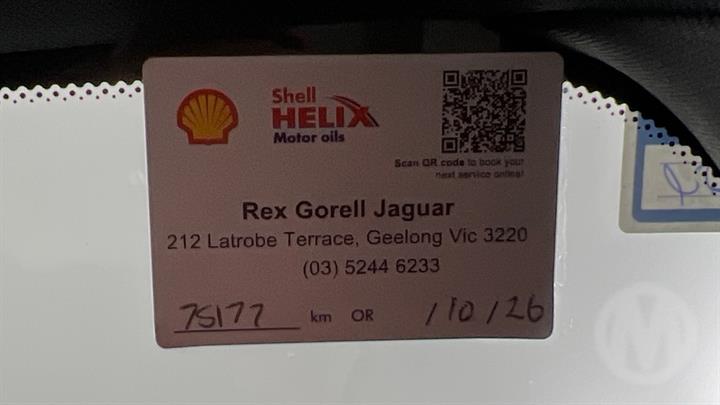 Shell
HELIX
Motor oils
Scan QR code to book your
next service online!
Rex Gorell Jaguar
212 Latrobe Terrace, Geelong Vic 3220
(03) 5244 6233
75177 km OR /10/26
M